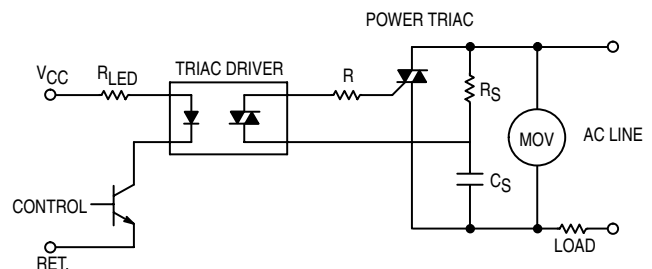 POWER TRIAC
VCC
RLED
TRIAC DRIVER
R
RS
MOV
AC LINE
CS
CONTROL
RET.
LOAD